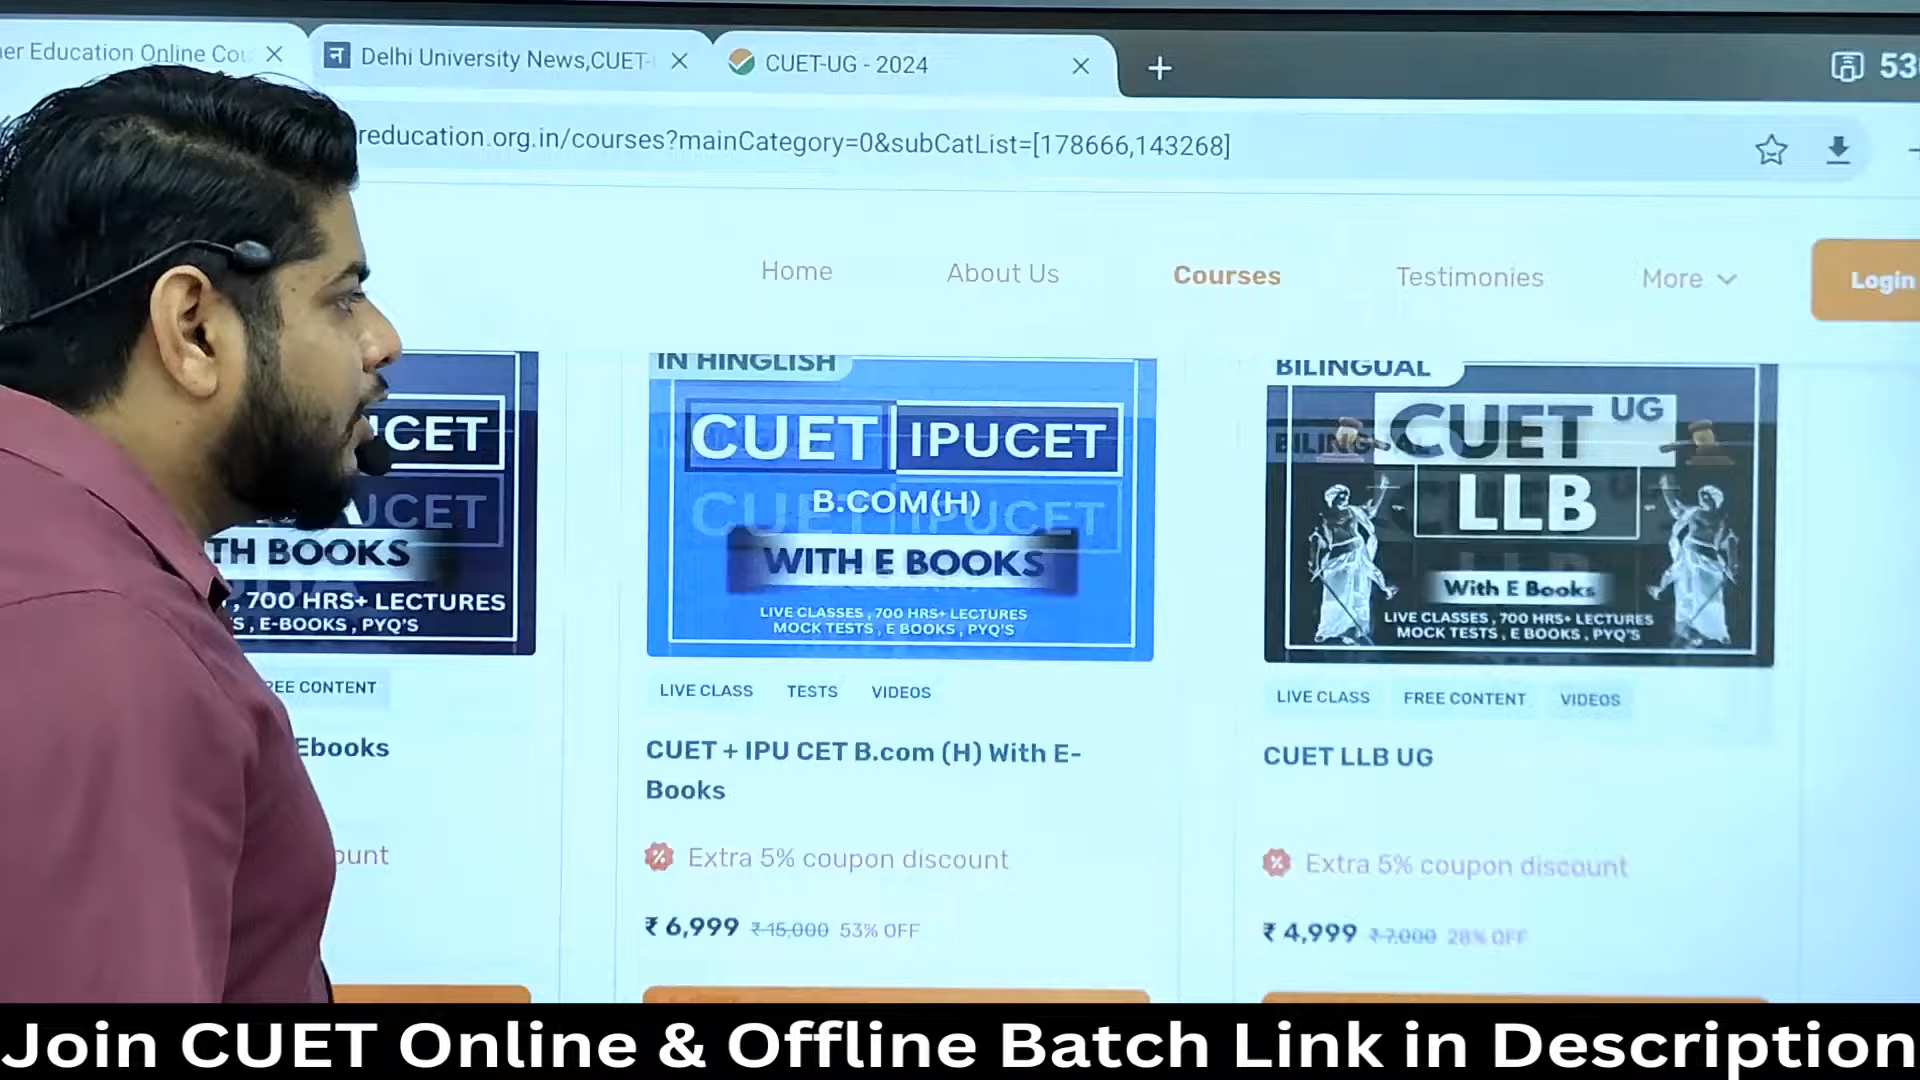 er Education Online Cou
Delhi University News,CUET-
CUET-UG - 2024
reducation.org.in/courses?mainCategory=0&subCatList=[178666,143268]
Home
About Us
Courses
Testimonies
More
Login
TH BOOKS
, 700 HRS+ LECTURES
S , E-BOOKS , PYQ'S
REE CONTENT
Ebooks
ount
IN HINGLISH
CUET IPUCET
B.COM(H)
WITH E BOOKS
LIVE CLASSES , 700 HRS+ LECTURES
MOCK TESTS , E BOOKS , PYQ'S
LIVE CLASS TESTS VIDEOS
CUET + IPU CET B.com (H) With E-
Books
Extra 5% coupon discount
₹ 6,999 ₹ 15,000 53% OFF
BILINGUAL
CUET UG
LLB
With E Books
LIVE CLASSES , 700 HRS+ LECTURES
MOCK TESTS , E BOOKS , PYQ'S
LIVE CLASS FREE CONTENT VIDEOS
CUET LLB UG
Extra 5% coupon discount
₹ 4,999 ₹ 7,000 28% OFF
Join CUET Online & Offline Batch Link in Description